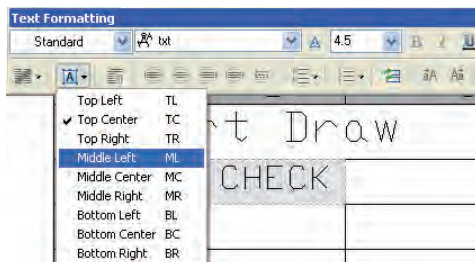 Text Formatting
Standard txt 4.5 B I U
Top Left TL
Top Center TC
Top Right TR
Middle Left ML
Middle Center MC
Middle Right MR
Bottom Left BL
Bottom Center BC
Bottom Right BR
rt Draw
CHECK